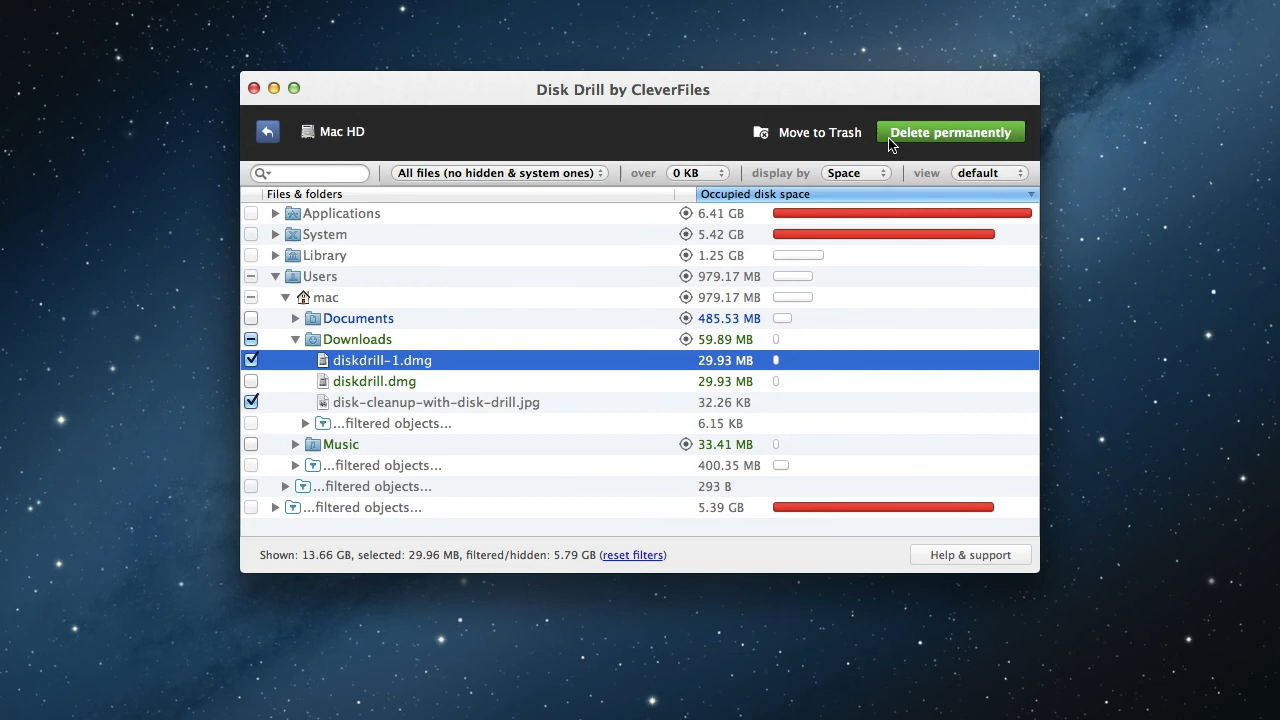 Disk Drill by CleverFiles
Mac HD Move to Trash Delete permanently
All files (no hidden & system ones) over 0 KB display by Space view default
Files & folders Occupied disk space
Applications 6.41 GB
System 5.42 GB
Library 1.25 GB
Users 979.17 MB
mac 979.17 MB
Documents 485.53 MB
Downloads 59.89 MB
diskdrill-1.dmg 29.93 MB
diskdrill.dmg 29.93 MB
disk-cleanup-with-disk-drill.jpg 32.26 KB
...filtered objects... 6.15 KB
Music 33.41 MB
...filtered objects... 400.35 MB
...filtered objects... 293 B
...filtered objects... 5.39 GB
Shown: 13.66 GB, selected: 29.96 MB, filtered/hidden: 5.79 GB (reset filters) Help & support